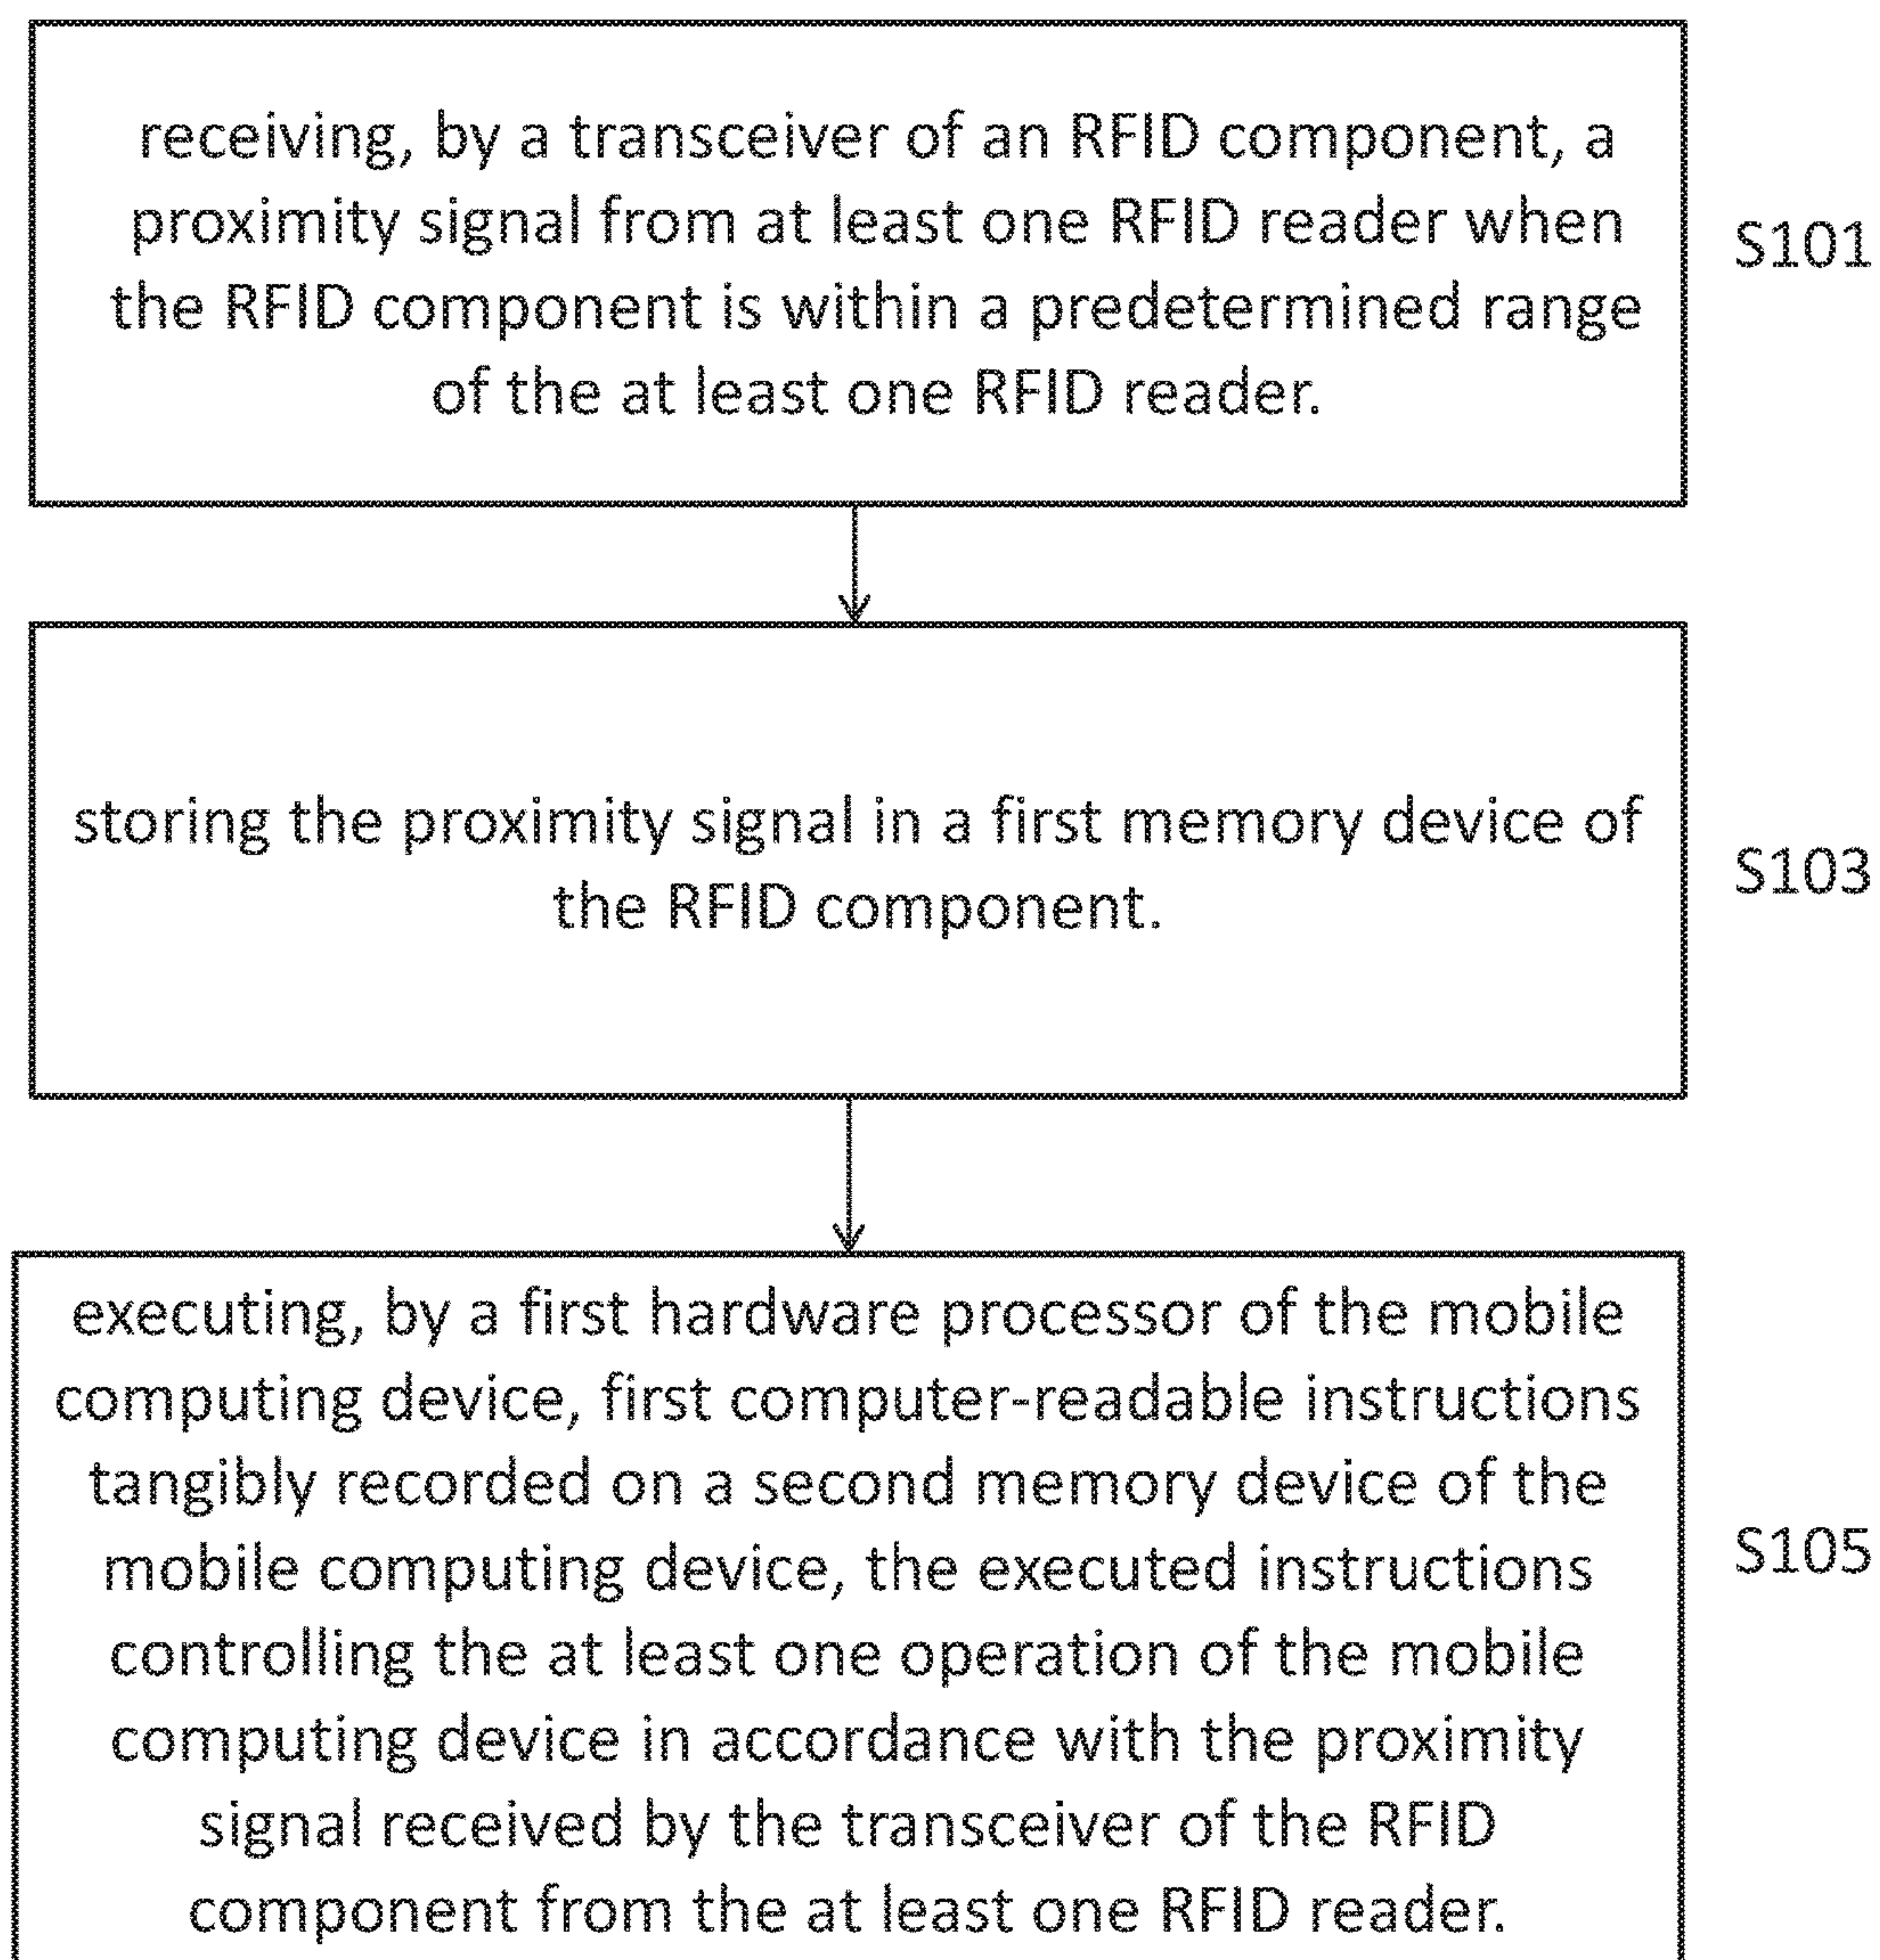 receiving, by a transceiver of an RFID component, a
proximity signal from at least one RFID reader when
the RFID component is within a predetermined range
of the at least one RFID reader.
S101
storing the proximity signal in a first memory device of
the RFID component.
S103
executing, by a first hardware processor of the mobile
computing device, first computer-readable instructions
tangibly recorded on a second memory device of the
mobile computing device, the executed instructions
controlling the at least one operation of the mobile
computing device in accordance with the proximity
signal received by the transceiver of the RFID
component from the at least one RFID reader.
S105